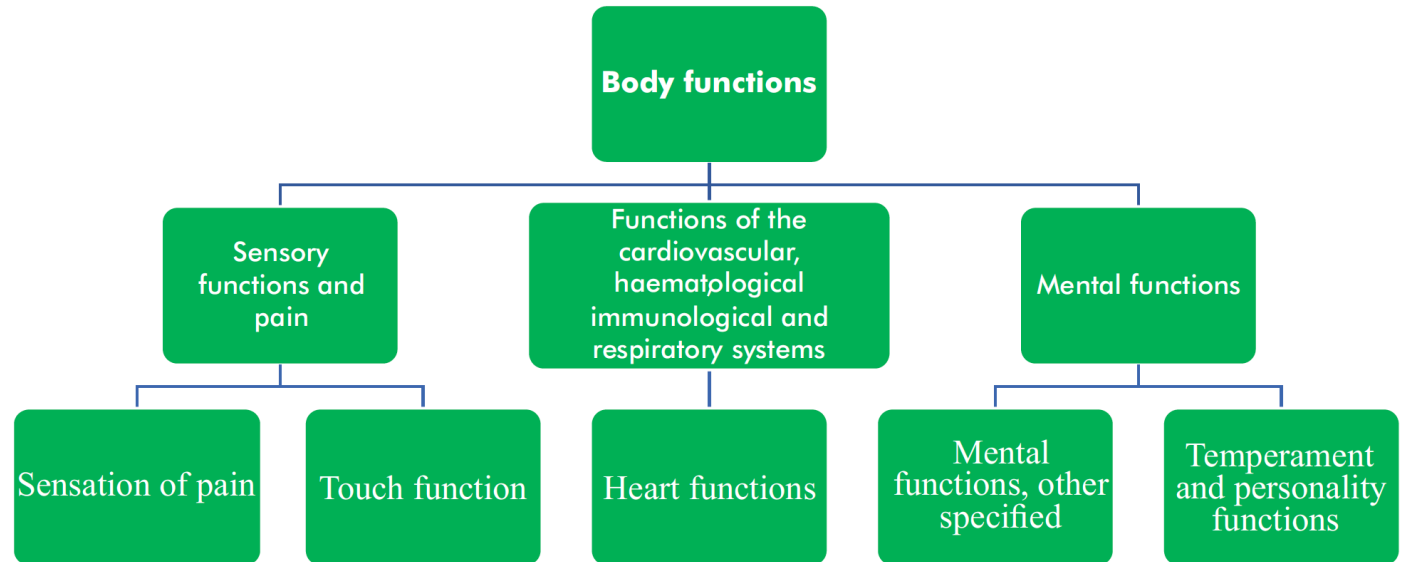 Body functions
Sensory
functions and
pain
Functions of the
cardiovascular,
haematological,
immunological and
respiratory systems
Mental functions
Sensation of pain
Touch function
Heart functions
Mental
functions, other
specified
Temperament
and personality
functions